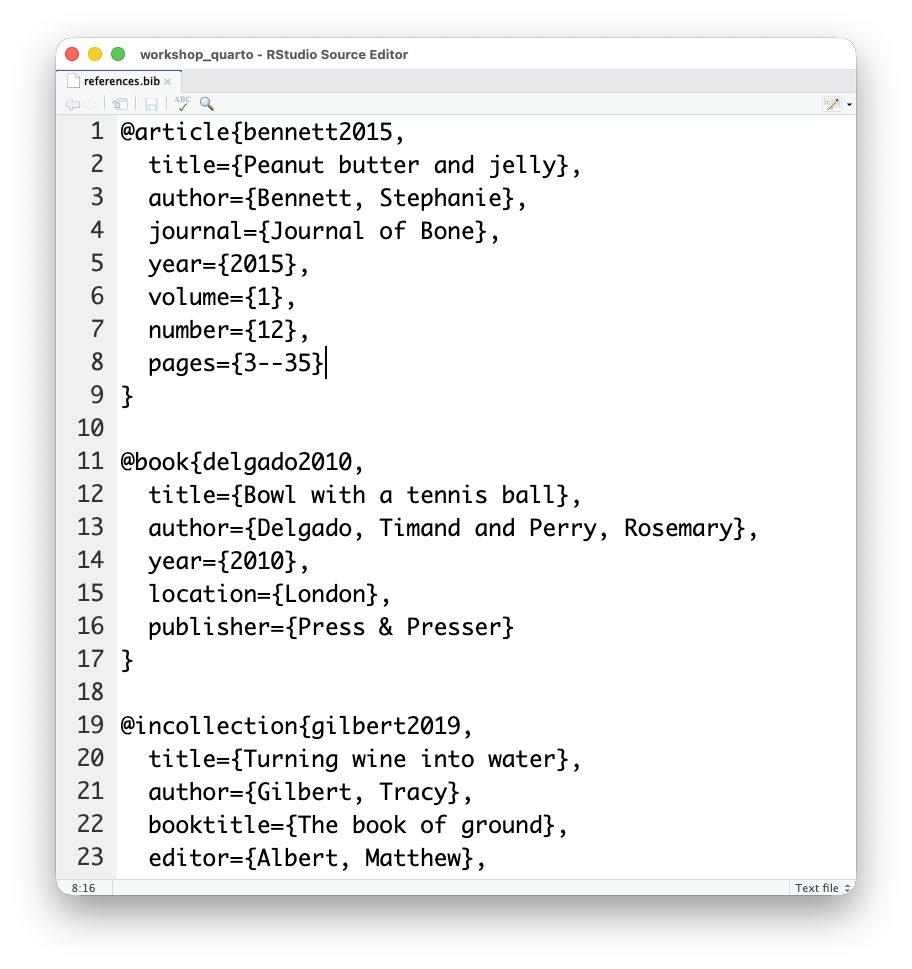 workshop_quarto - RStudio Source Editor
references.bib ×
ABC
1 @article{bennett2015,
2   title={Peanut butter and jelly},
3   author={Bennett, Stephanie},
4   journal={Journal of Bone},
5   year={2015},
6   volume={1},
7   number={12},
8   pages={3--35}
9 }
10
11 @book{delgado2010,
12   title={Bowl with a tennis ball},
13   author={Delgado, Timand and Perry, Rosemary},
14   year={2010},
15   location={London},
16   publisher={Press & Presser}
17 }
18
19 @incollection{gilbert2019,
20   title={Turning wine into water},
21   author={Gilbert, Tracy},
22   booktitle={The book of ground},
23   editor={Albert, Matthew},
8:16 Text file